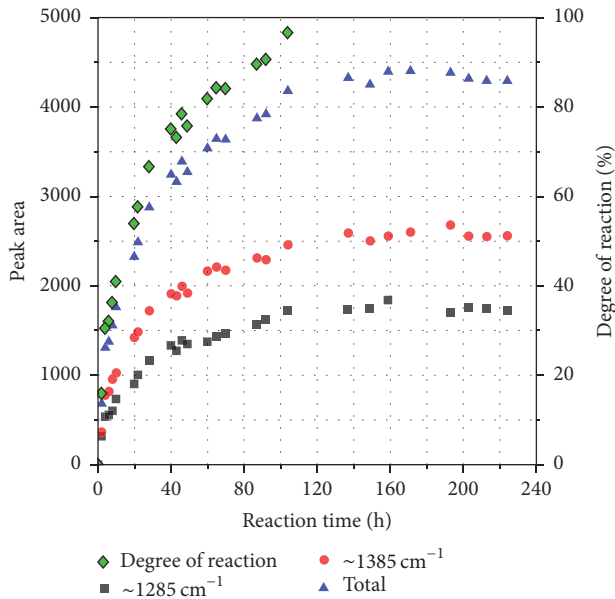 5000
4000
3000
2000
1000
0
Peak area
100
80
60
40
20
0
Degree of reaction (%)
0 40 80 120 160 200 240
Reaction time (h)
Degree of reaction ~1385 cm⁻¹
~1285 cm⁻¹ Total